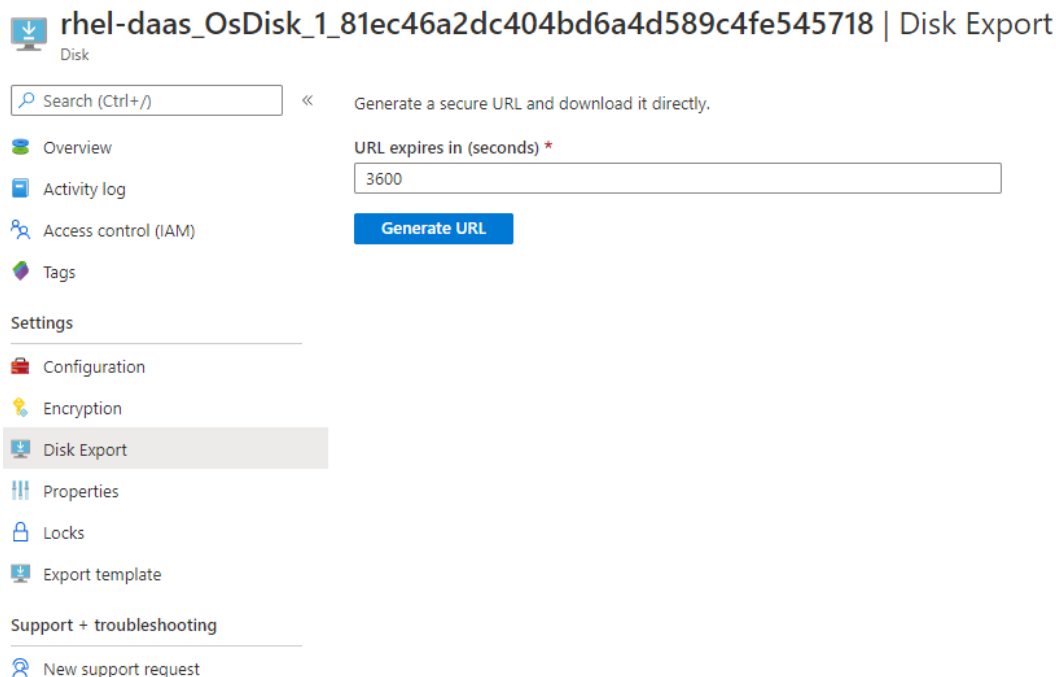 rhel-daas_OsDisk_1_81ec46a2dc404bd6a4d589c4fe545718 | Disk Export
Disk
Search (Ctrl+/)
«
Generate a secure URL and download it directly.
Overview
URL expires in (seconds) *
3600
Activity log
Generate URL
Access control (IAM)
Tags
Settings
Configuration
Encryption
Disk Export
Properties
Locks
Export template
Support + troubleshooting
New support request